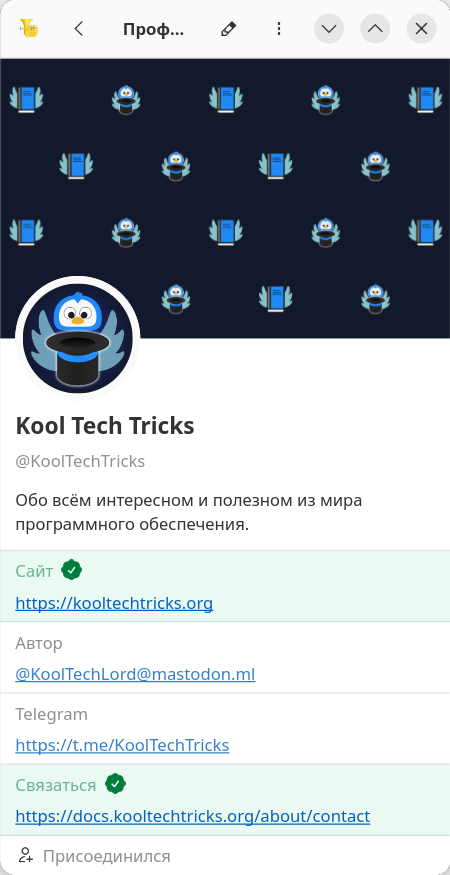 Проф...
Kool Tech Tricks
@KoolTechTricks
Обо всём интересном и полезном из мира
программного обеспечения.
Сайт
https://kooltechtricks.org
Автор
@KoolTechLord@mastodon.ml
Telegram
https://t.me/KoolTechTricks
Связаться
https://docs.kooltechtricks.org/about/contact
Присоединился